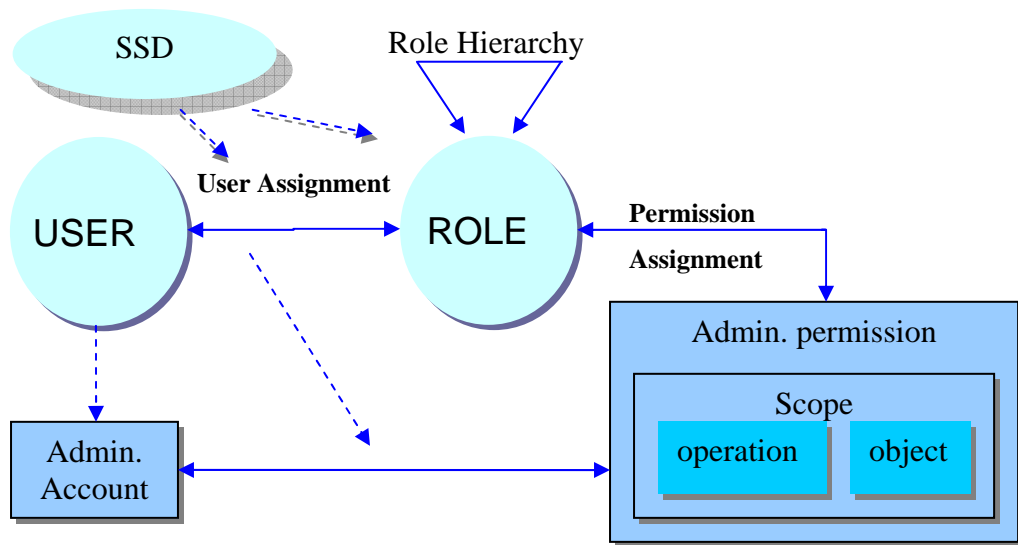 SSD
Role Hierarchy
User Assignment
USER
ROLE
Permission
Assignment
Admin. permission
Scope
operation
object
Admin.
Account